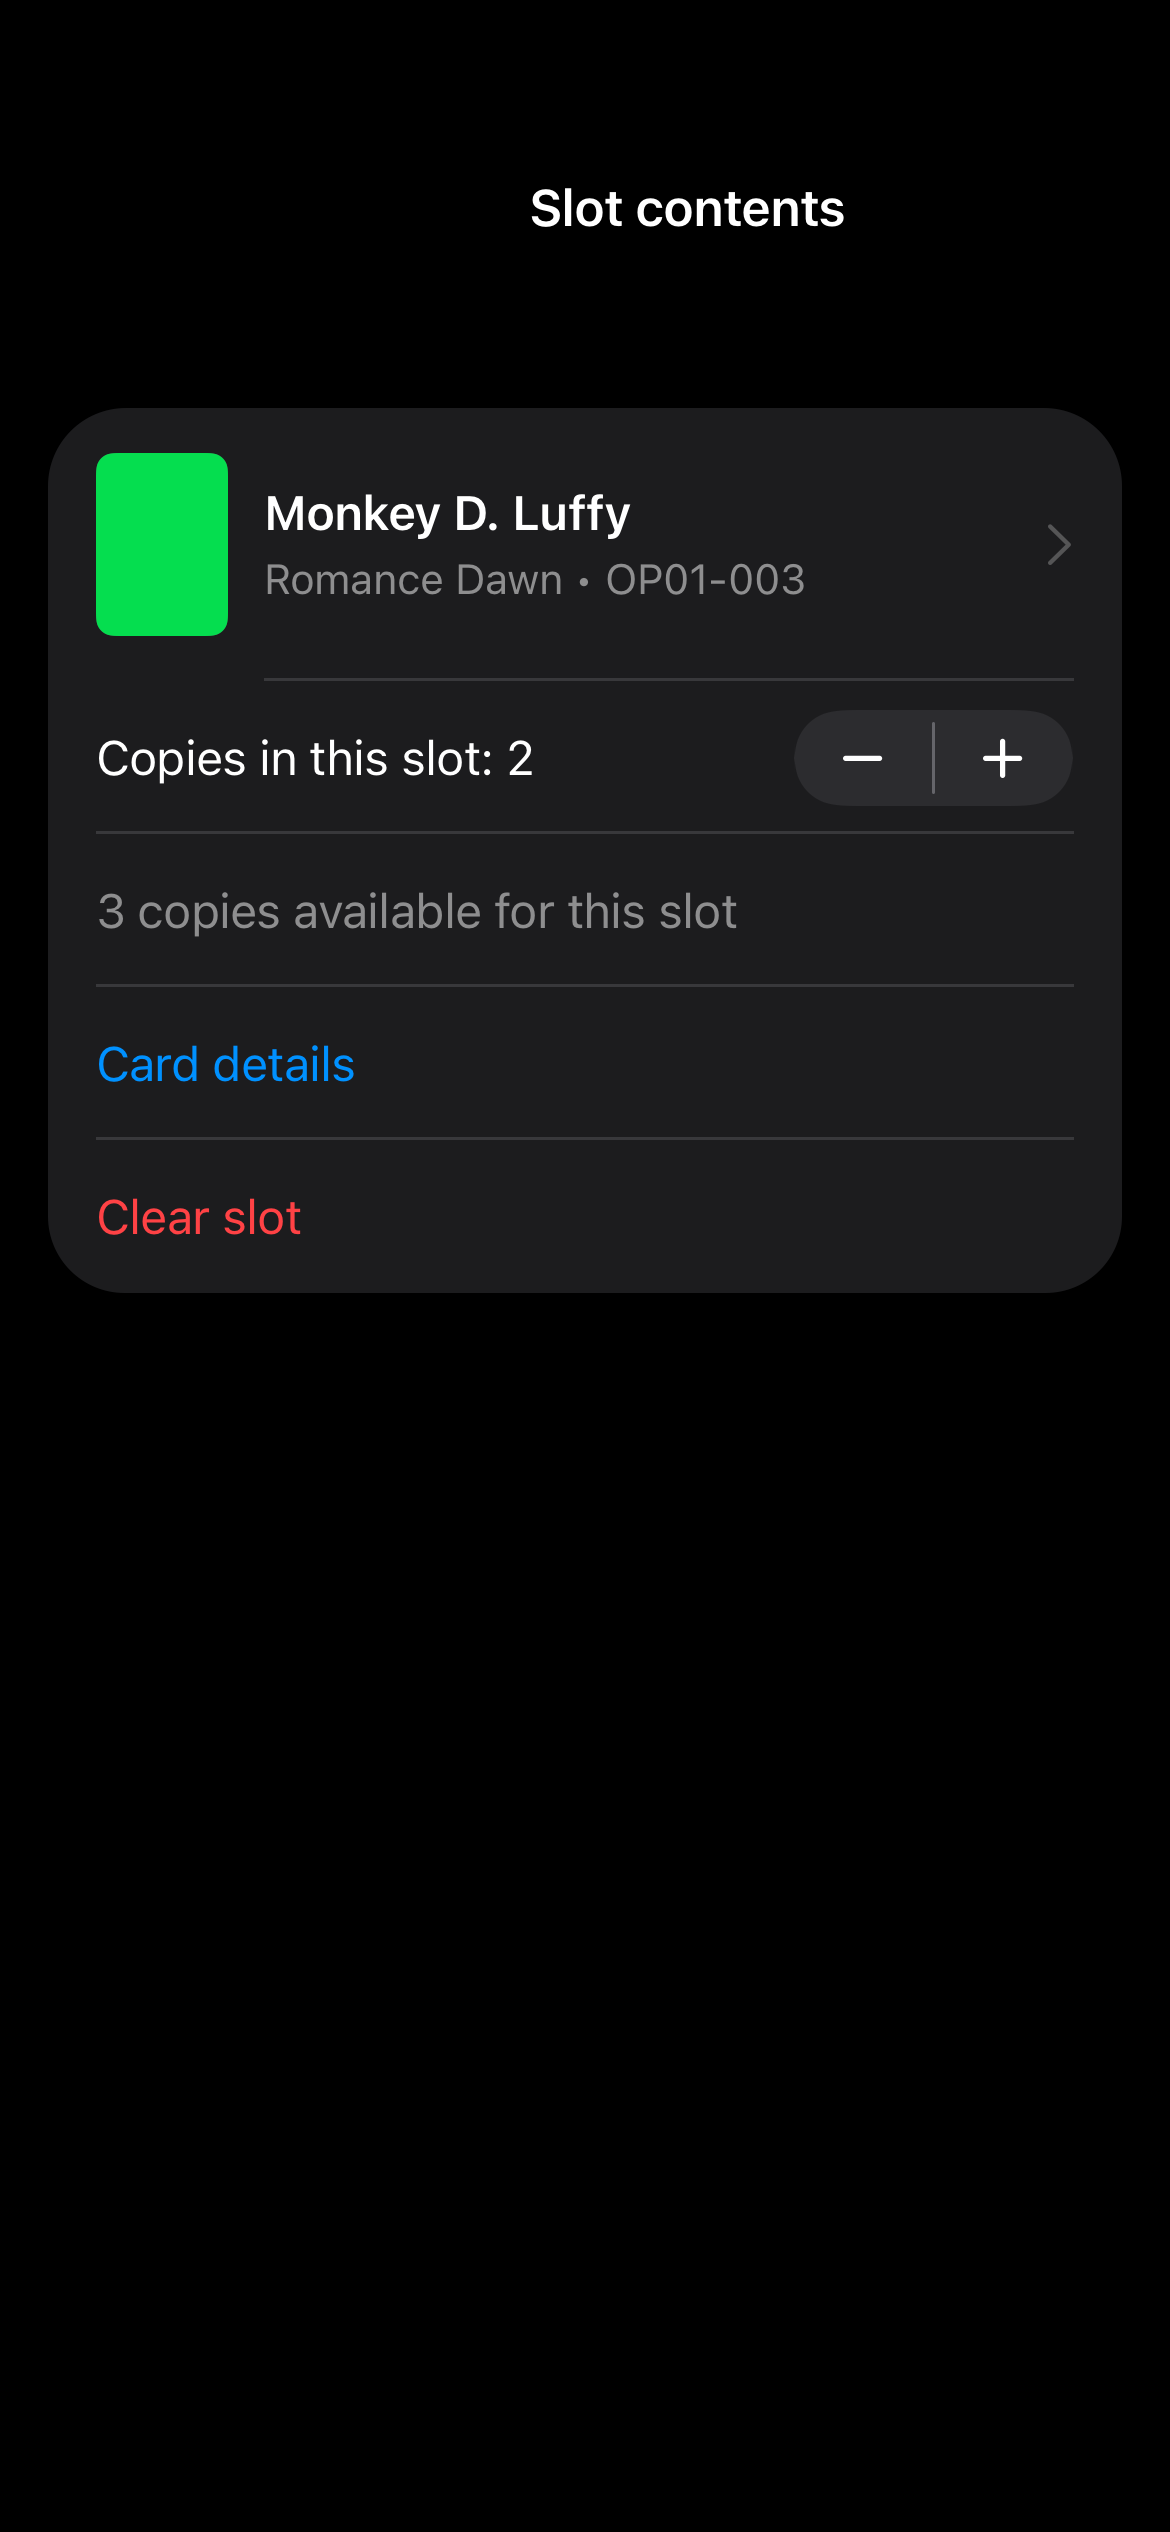 Slot contents
Monkey D. Luffy
Romance Dawn • OP01-003
Copies in this slot: 2
3 copies available for this slot
Card details
Clear slot